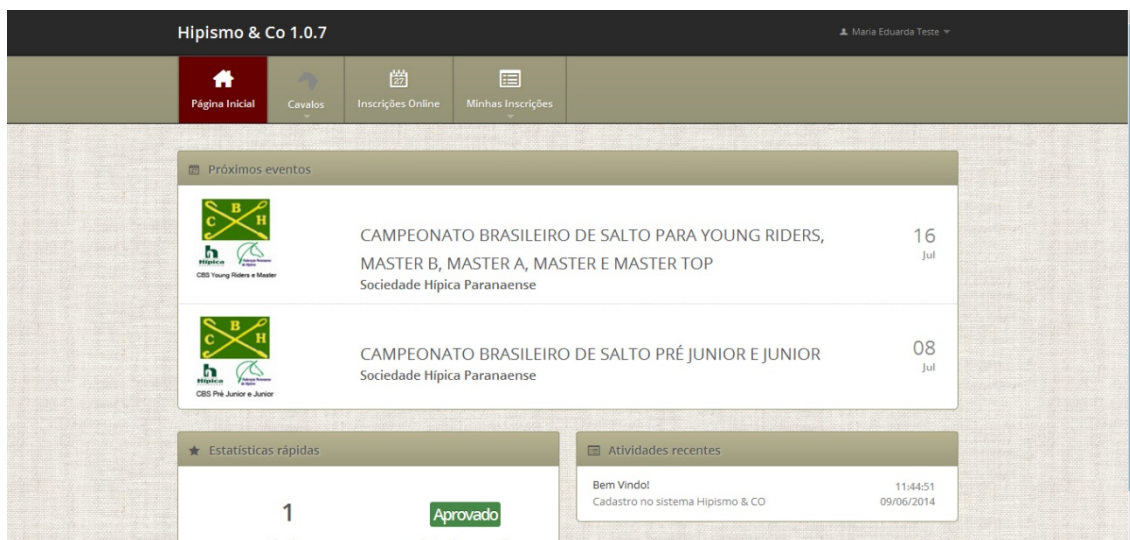 Hipismo & Co 1.0.7
Maria Eduarda Teste
Página Inicial
Cavalos
27
Inscrições Online
Minhas Inscrições
Próximos eventos
B
C H
Hípica
CBS Young Riders e Master
CAMPEONATO BRASILEIRO DE SALTO PARA YOUNG RIDERS,
MASTER B, MASTER A, MASTER E MASTER TOP
Sociedade Hípica Paranaense
16
Jul
B
C H
Hípica
CBS Pré Junior e Junior
CAMPEONATO BRASILEIRO DE SALTO PRÉ JUNIOR E JUNIOR
Sociedade Hípica Paranaense
08
Jul
Estatísticas rápidas
1
Aprovado
Atividades recentes
Bem Vindo!
Cadastro no sistema Hipismo & CO
11:44:51
09/06/2014